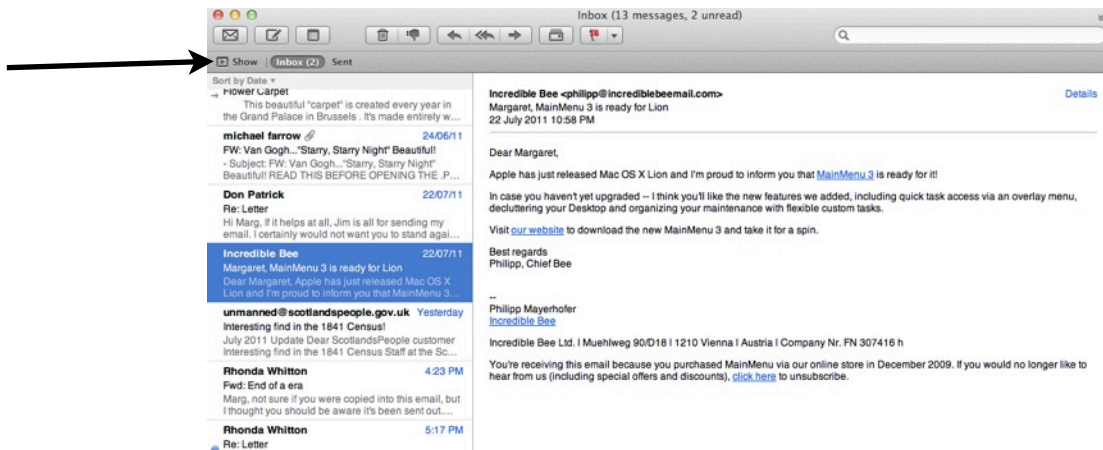 Inbox (13 messages, 2 unread)
Show Inbox (2) Sent
Sort by Date
Flower Carpet
This beautiful "carpet" is created every year in
the Grand Palace in Brussels . It's made entirely w...
michael farrow 24/06/11
FW: Van Gogh..."Starry, Starry Night" Beautiful!
- Subject: FW: Van Gogh..."Starry, Starry Night"
Beautiful! READ THIS BEFORE OPENING THE .P...
Don Patrick 22/07/11
Re: Letter
Hi Marg, If it helps at all, Jim is all for sending my
email. I certainly would not want you to stand agai...
Incredible Bee 22/07/11
Margaret, MainMenu 3 is ready for Lion
Dear Margaret, Apple has just released Mac OS X
Lion and I'm proud to inform you that MainMenu 3...
unmanned@scotlandspeople.gov.uk Yesterday
Interesting find in the 1841 Census!
July 2011 Update Dear ScotlandsPeople customer
Interesting find in the 1841 Census Staff at the Sc...
Rhonda Whitton 4:23 PM
Fwd: End of a era
Marg, not sure if you were copied into this email, but
I thought you should be aware it's been sent out....
Rhonda Whitton 5:17 PM
Re: Letter
Incredible Bee <philipp@incrediblebeemail.com> Details
Margaret, MainMenu 3 is ready for Lion
22 July 2011 10:58 PM
Dear Margaret,
Apple has just released Mac OS X Lion and I'm proud to inform you that MainMenu 3 is ready for it!
In case you haven't yet upgraded -- I think you'll like the new features we added, including quick task access via an overlay menu,
decluttering your Desktop and organizing your maintenance with flexible custom tasks.
Visit our website to download the new MainMenu 3 and take it for a spin.
Best regards
Philipp, Chief Bee
--
Philipp Mayerhofer
Incredible Bee
Incredible Bee Ltd. | Muehlweg 90/D18 | 1210 Vienna | Austria | Company Nr. FN 307416 h
You're receiving this email because you purchased MainMenu via our online store in December 2009. If you would no longer like to
hear from us (including special offers and discounts), click here to unsubscribe.